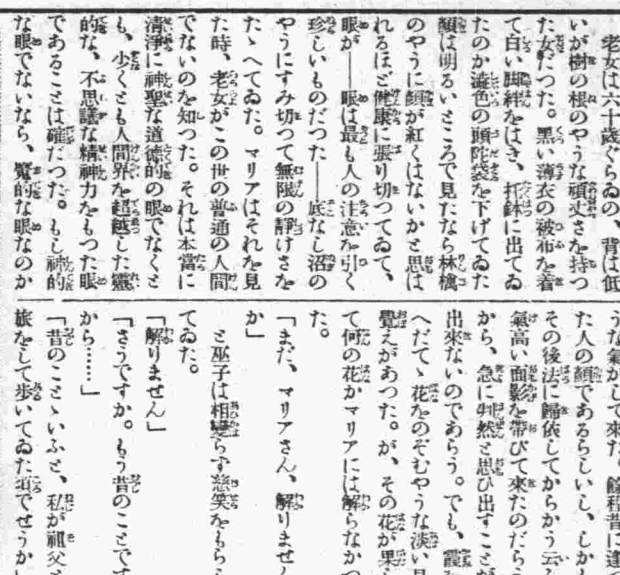 老女は六十歳ぐらゐの、背は低
いが樹の根のやうな頑丈さを持つ
た女だつた。黒い薄衣の被布を着
て白い脚絆をはき、托鉢に出てゐ
たのか澁色の頭陀袋を下げてゐた
顔は明るいところで見たなら林檎
のやうに顔が紅くはないかと思は
れるほど健康に張り切つてゐて、
眼が――眼は最も人の注意を引く
珍しいものだつた――底なし沼の
やうにすみ切つて無限の靜けさを
たゝへてゐた。マリアはそれを見
た時、老女がこの世の普通の人間
でないのを知つた。それは本當に
清淨に神聖な道徳的の眼でなくと
も、少くとも人間界を超越した靈
的な、不思議な精神力をもつた眼
であることは確だつた。もし神的
な眼でないなら、魔的な眼なのか
うな氣がして來た。餘程昔に逢つ
た人の顔であるらしいし、しかも
その後法に歸依してからかう云ふ
氣高い面影を帶びて來たのだらう
から、急に判然と思ひ出すことが
出來ないのであらう。でも、霞
へだてゝ花をのぞむやうな淡い
覺えがあつた。が、その花が果
て何の花かマリアには解らなかつ
た。
「まだ、マリアさん、解りません
か」
と巫子は相變らず慈笑をもら
てゐた。
「解りません」
「さうですか。もう昔のことです
から……」
「昔のことゝいふと、私が祖父
旅をして歩いてゐた頃でせうか